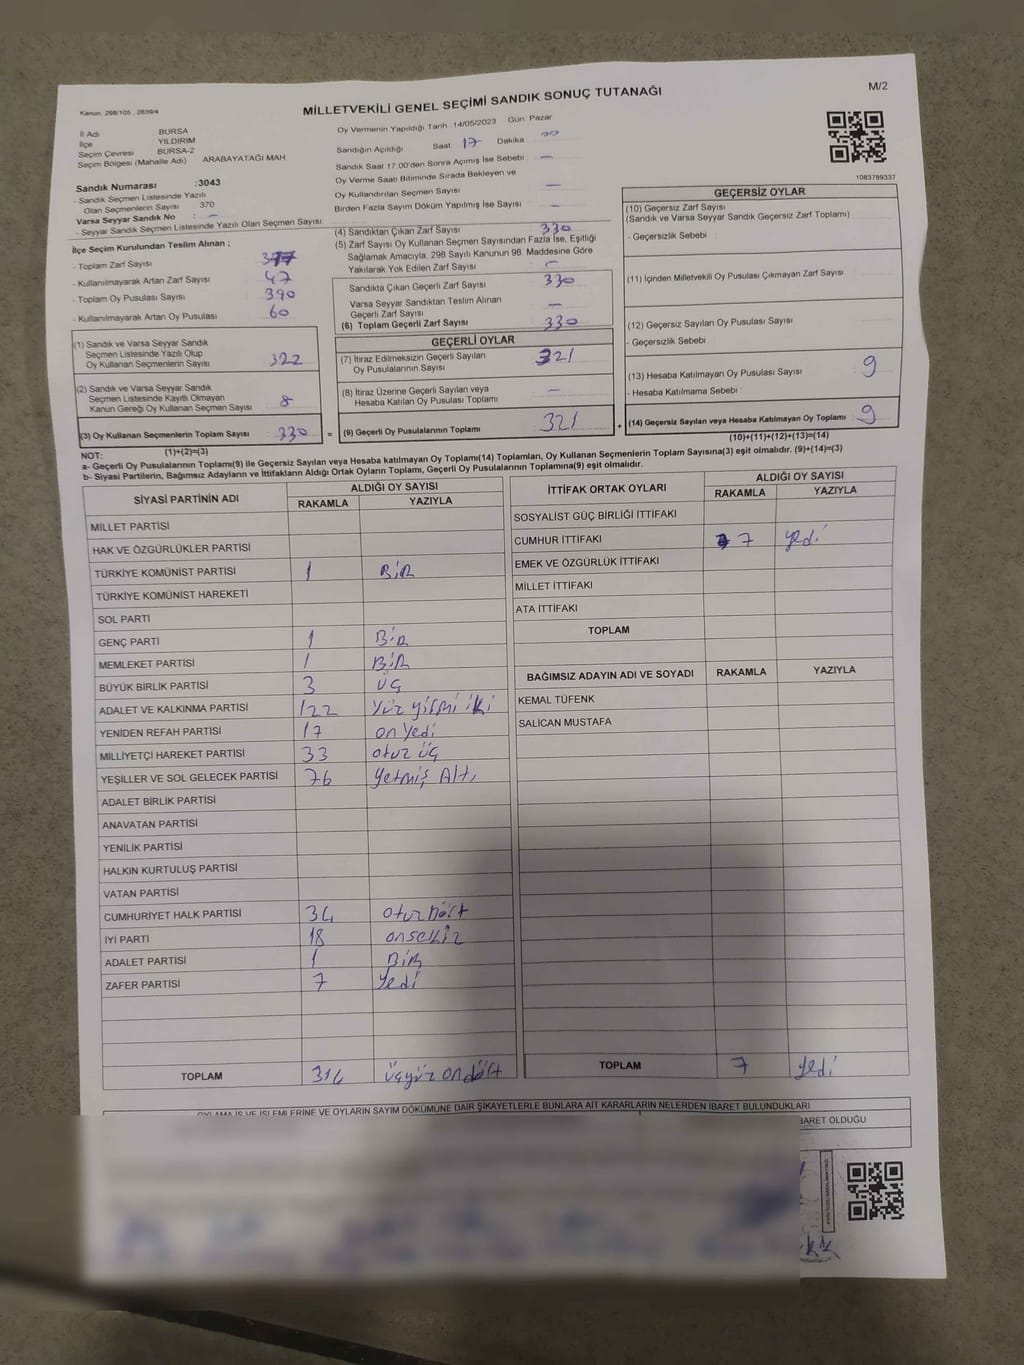 Kanun, 298/105 , 2839/4
MİLLETVEKİLİ GENEL SEÇİMİ SANDIK SONUÇ TUTANAĞI
M/2
İl Adı BURSA
İlçe YILDIRIM
Seçim Çevresi BURSA-2
Seçim Bölgesi (Mahalle Adı) ARABAYATAĞI MAH.
Sandık Numarası :3043
- Sandık Seçmen Listesinde Yazılı
Olan Seçmenlerin Sayısı 370
Varsa Seyyar Sandık No : –
- Seyyar Sandık Seçmen Listesinde Yazılı Olan Seçmen Sayısı :
Oy Vermenin Yapıldığı Tarih 14/05/2023 Gün Pazar
Sandığın Açıldığı Saat 17 Dakika 00
Sandık Saat 17.00'den Sonra Açımış İse Sebebi –
Oy Verme Saati Bitiminde Sırada Bekleyen ve
Oy Kullandırılan Seçmen Sayısı –
Birden Fazla Sayım Döküm Yapılmış İse Sayısı –
1083789337
İlçe Seçim Kurulundan Teslim Alınan ;
- Toplam Zarf Sayısı 377
- Kullanılmayarak Artan Zarf Sayısı 47
- Toplam Oy Pusulası Sayısı 390
- Kullanılmayarak Artan Oy Pusulası 60
(1) Sandık ve Varsa Seyyar Sandık
Seçmen Listesinde Yazılı Olup
Oy Kullanan Seçmenlerin Sayısı 322
(2) Sandık ve Varsa Seyyar Sandık
Seçmen Listesinde Kayıtlı Olmayan
Kanun Gereği Oy Kullanan Seçmen Sayısı 8
(3) Oy Kullanan Seçmenlerin Toplam Sayısı 330 =
(1)+(2)=(3)
(4) Sandıktan Çıkan Zarf Sayısı 330
(5) Zarf Sayısı Oy Kullanan Seçmen Sayısından Fazla İse, Eşitliği
Sağlamak Amacıyla, 298 Sayılı Kanunun 98. Maddesine Göre
Yakılarak Yok Edilen Zarf Sayısı –
Sandıkta Çıkan Geçerli Zarf Sayısı 330
Varsa Seyyar Sandıktan Teslim Alınan
Geçerli Zarf Sayısı –
(6) Toplam Geçerli Zarf Sayısı 330
GEÇERLİ OYLAR
(7) İtiraz Edilmeksizin Geçerli Sayılan
Oy Pusulalarının Sayısı 321
(8) İtiraz Üzerine Geçerli Sayılan veya
Hesaba Katılan Oy Pusulası Toplamı –
(9) Geçerli Oy Pusulalarının Toplamı 321 +
GEÇERSİZ OYLAR
(10) Geçersiz Zarf Sayısı
(Sandık ve Varsa Seyyar Sandık Geçersiz Zarf Toplamı)
- Geçersizlik Sebebi :
(11) İçinden Milletvekili Oy Pusulası Çıkmayan Zarf Sayısı
(12) Geçersiz Sayılan Oy Pusulası Sayısı
- Geçersizlik Sebebi
(13) Hesaba Katılmayan Oy Pusulası Sayısı 9
- Hesaba Katılmama Sebebi :
(14) Geçersiz Sayılan veya Hesaba Katılmayan Oy Toplamı 9
(10)+(11)+(12)+(13)=(14)
NOT:
a- Geçerli Oy Pusulalarının Toplamı(9) ile Geçersiz Sayılan veya Hesaba katılmayan Oy Toplamı(14) Toplamları, Oy Kullanan Seçmenlerin Toplam Sayısına(3) eşit olmalıdır. (9)+(14)=(3)
b- Siyasi Partilerin, Bağımsız Adayların ve İttifakların Aldığı Ortak Oyların Toplamı, Geçerli Oy Pusulalarının Toplamına(9) eşit olmalıdır.
SİYASİ PARTİNİN ADI ALDIĞI OY SAYISI
RAKAMLA YAZIYLA
MİLLET PARTİSİ
HAK VE ÖZGÜRLÜKLER PARTİSİ
TÜRKİYE KOMÜNİST PARTİSİ 1 BİR
TÜRKİYE KOMÜNİST HAREKETİ
SOL PARTİ
GENÇ PARTİ 1 BİR
MEMLEKET PARTİSİ 1 BİR
BÜYÜK BİRLİK PARTİSİ 3 üç
ADALET VE KALKINMA PARTİSİ 122 yüz yirmi iki
YENİDEN REFAH PARTİSİ 17 on yedi
MİLLİYETÇİ HAREKET PARTİSİ 33 otuz üç
YEŞİLLER VE SOL GELECEK PARTİSİ 76 yetmiş Altı
ADALET BİRLİK PARTİSİ
ANAVATAN PARTİSİ
YENİLİK PARTİSİ
HALKIN KURTULUŞ PARTİSİ
VATAN PARTİSİ
CUMHURİYET HALK PARTİSİ 34 otuz Dört
İYİ PARTİ 18 onsekiz
ADALET PARTİSİ 1 BİR
ZAFER PARTİSİ 7 Yedi
TOPLAM 314 üçyüz ondört
İTTİFAK ORTAK OYLARI ALDIĞI OY SAYISI
RAKAMLA YAZIYLA
SOSYALİST GÜÇ BİRLİĞİ İTTİFAKI
CUMHUR İTTİFAKI 7 yedi
EMEK VE ÖZGÜRLÜK İTTİFAKI
MİLLET İTTİFAKI
ATA İTTİFAKI
TOPLAM
BAĞIMSIZ ADAYIN ADI VE SOYADI RAKAMLA YAZIYLA
KEMAL TÜFENK
SALİCAN MUSTAFA
TOPLAM 7 yedi
OYLAMA İŞ VE İŞLEMLERİNE VE OYLARIN SAYIM DÖKÜMÜNE DAİR ŞİKAYETLERLE BUNLARA AİT KARARLARIN NELERDEN İBARET BULUNDUKLARI
BARET OLDUĞU